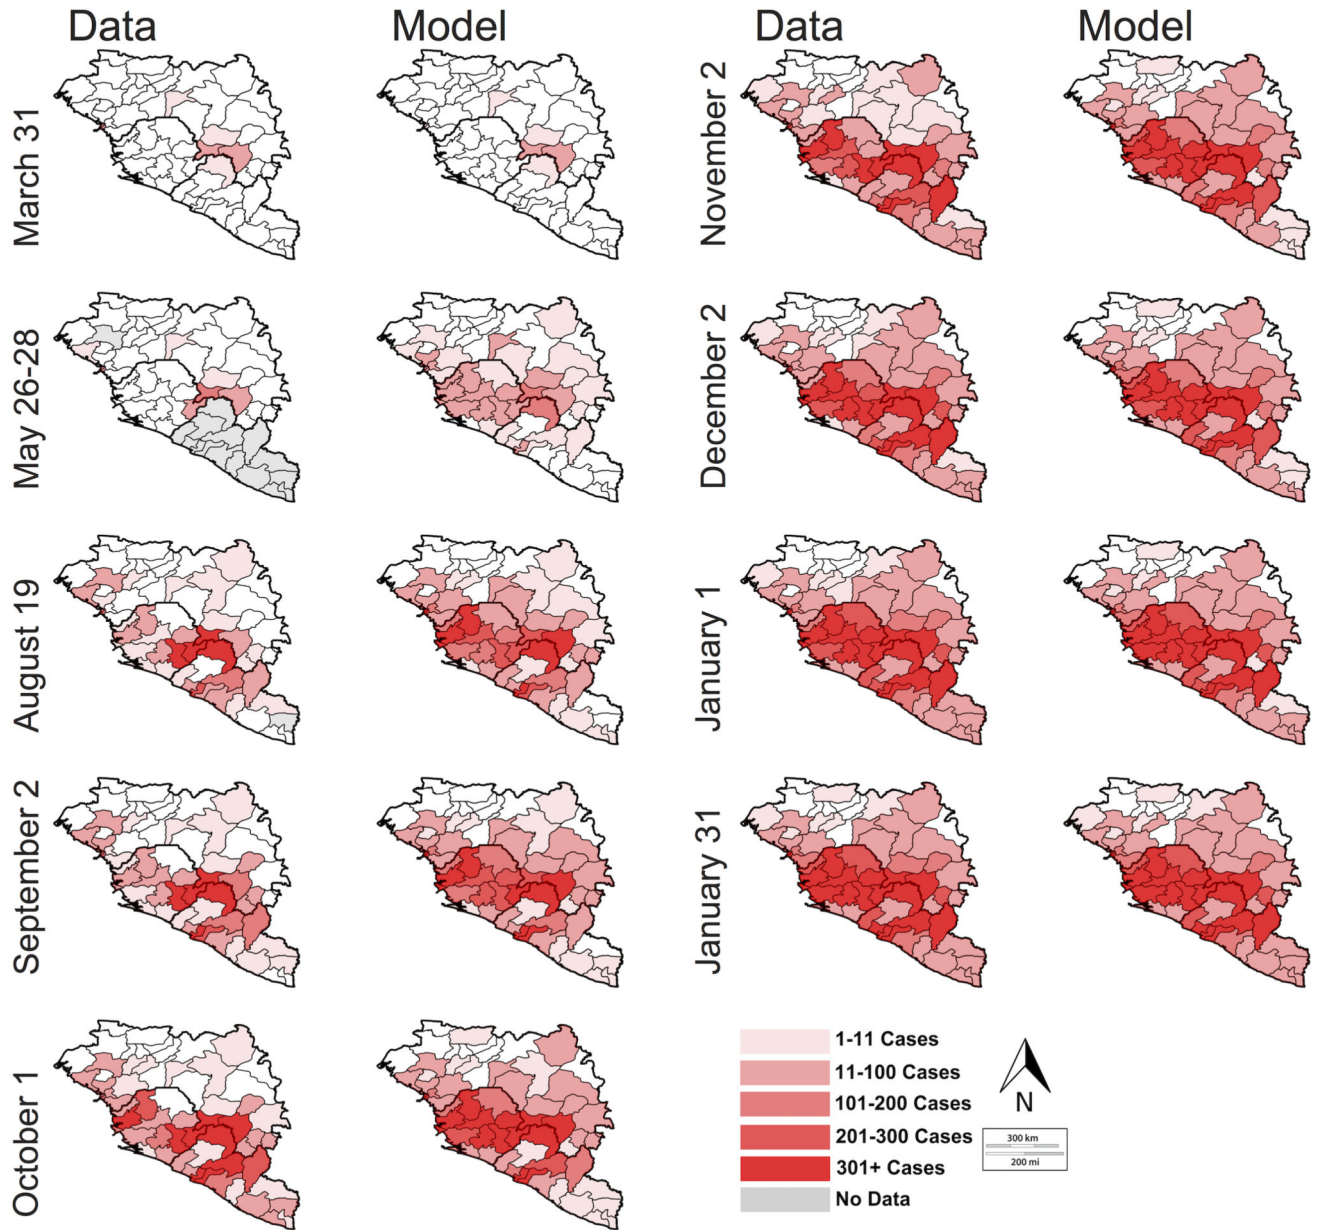 Data
Model
Data
Model
March 31
November 2
May 26-28
December 2
August 19
January 1
September 2
January 31
October 1
1-11 Cases
11-100 Cases
101-200 Cases
201-300 Cases
301+ Cases
No Data
N
300 km
200 mi